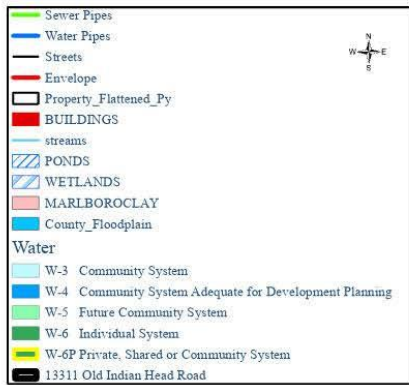 Sewer Pipes
Water Pipes
N
W E
S
Streets
Envelope
Property_Flattened_Py
BUILDINGS
streams
PONDS
WETLANDS
MARLBOROCLAY
County_Floodplain
Water
W-3 Community System
W-4 Community System Adequate for Development Planning
W-5 Future Community System
W-6 Individual System
W-6P Private, Shared or Community System
13311 Old Indian Head Road